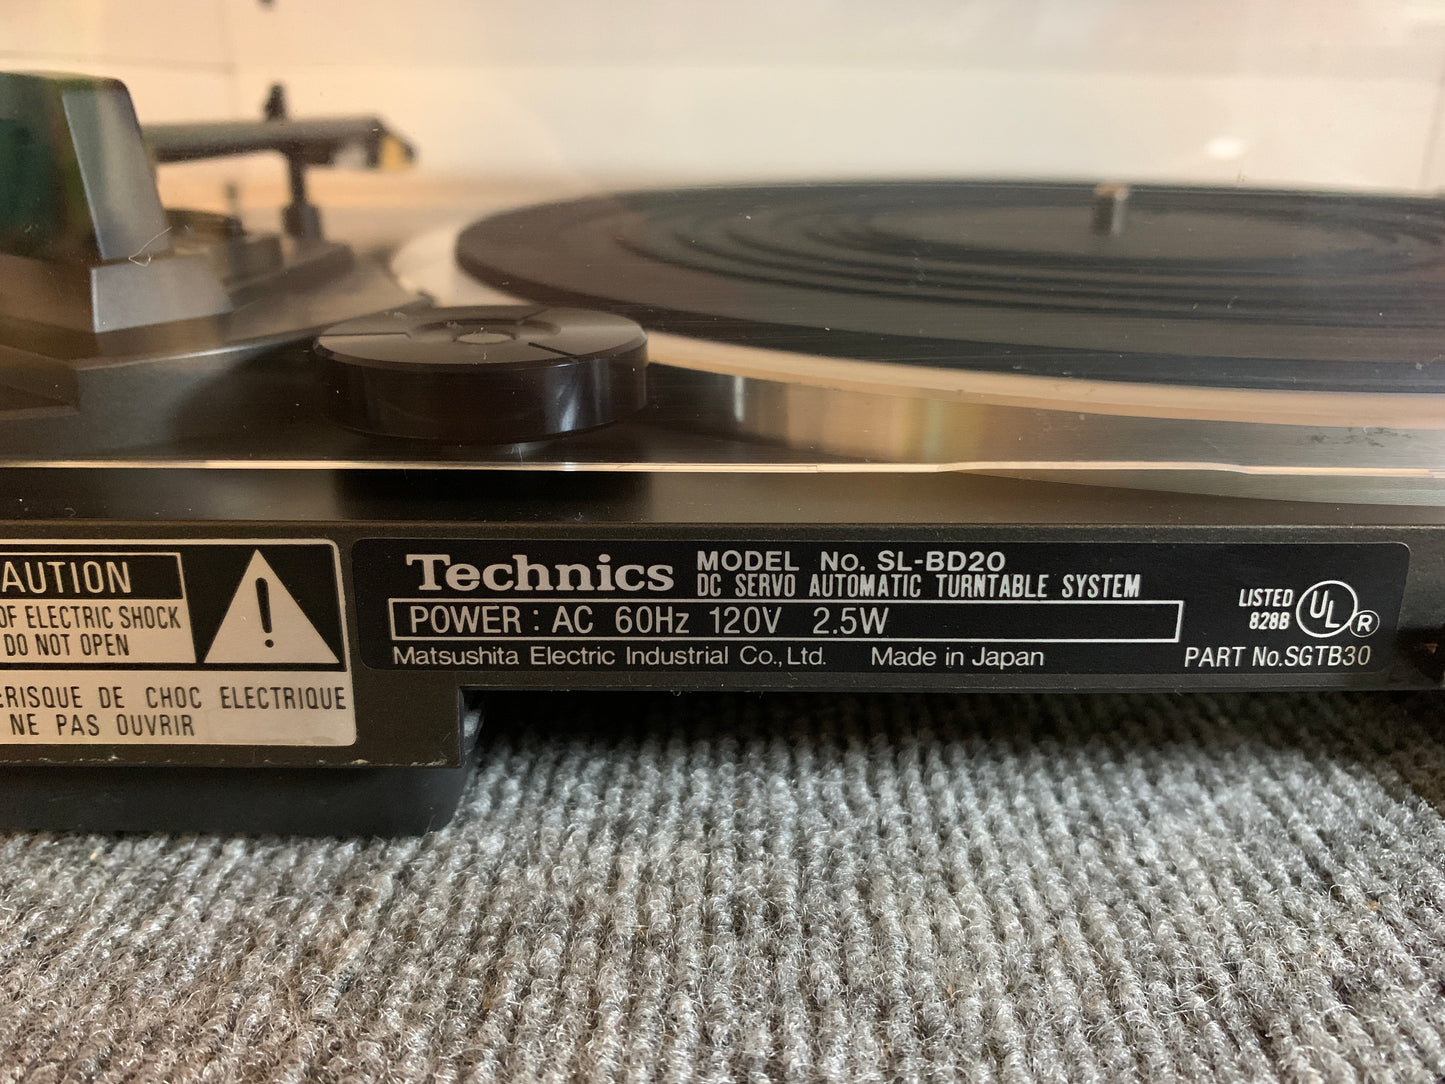 AUTION
OF ELECTRIC SHOCK
DO NOT OPEN
RISQUE DE CHOC ELECTRIQUE
NE PAS OUVRIR
Technics
MODEL No. SL-BD20
DC SERVO AUTOMATIC TURNTABLE SYSTEM
POWER : AC 60Hz 120V 2.5W
Matsushita Electric Industrial Co., Ltd. Made in Japan
LISTED
828B
UL
®
PART No.SGTB30